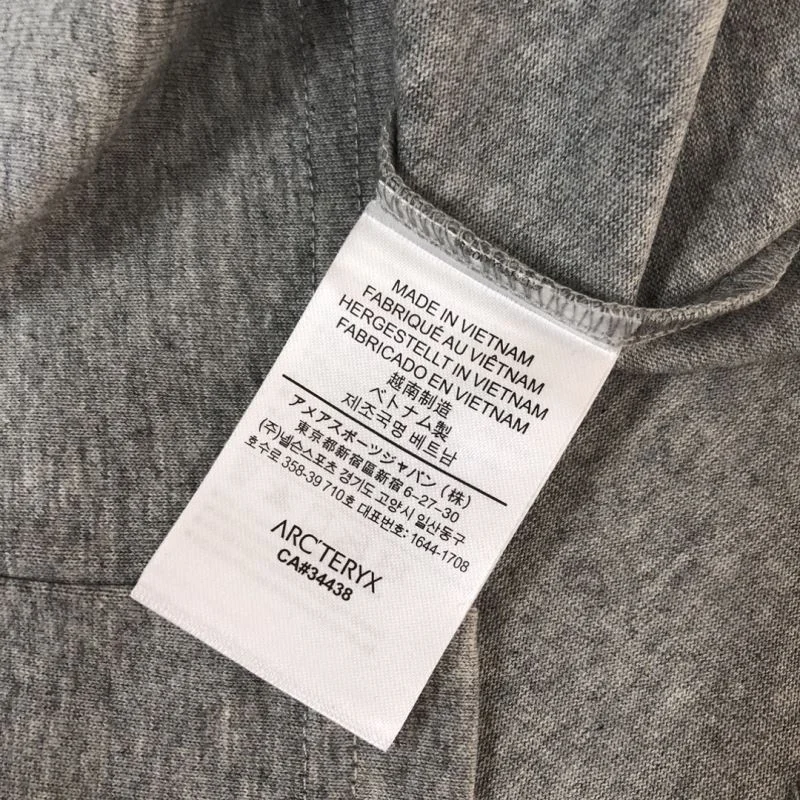 MADE IN VIETNAM
FABRIQUÉ AU VIÊTNAM
HERGESTELLT IN VIETNAM
FABRICADO EN VIETNAM
越南制造
ベトナム製
제조국명 베트남
アメアスポーツジャパン (株)
東京都新宿區新宿 6-27-30
(주)넬슨스포츠 경기도 고양시 일산동구
호수로 358-39 710호 대표번호: 1644-1708
ARC'TERYX
CA#34438